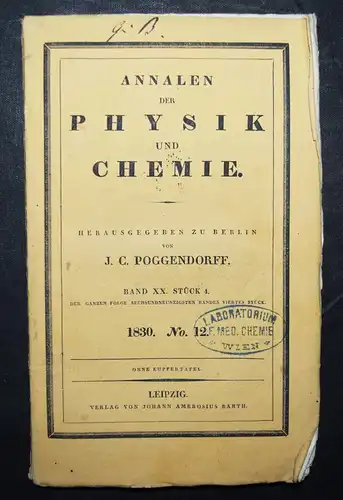 g. B.
ANNALEN
DER
PHYSIK
UND
CHEMIE.
HERAUSGEGEBEN ZU BERLIN
VON
J. C. POGGENDORFF.
BAND XX. STÜCK 4.
DER GANZEN FOLGE SECHSUNDNEUNZIGSTEN BANDES VIERTES STÜCK.
1830. No. 12.
LABORATORIUM
F. MED. CHEMIE
WIEN
OHNE KUPFERTAFEL.
LEIPZIG.
VERLAG VON JOHANN AMBROSIUS BARTH.